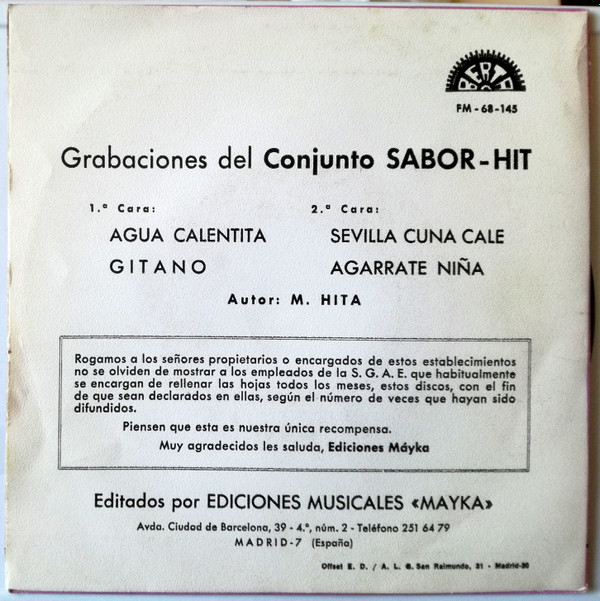 BERTA
FM - 68 - 145
Grabaciones del Conjunto SABOR-HIT
1.ª Cara: 2.ª Cara:
AGUA CALENTITA SEVILLA CUNA CALE
GITANO AGARRATE NIÑA
Autor: M. HITA
Rogamos a los señores propietarios o encargados de estos establecimientos
no se olviden de mostrar a los empleados de la S. G. A. E. que habitualmente
se encargan de rellenar las hojas todos los meses, estos discos, con el fin
de que sean declarados en ellas, según el número de veces que hayan sido
difundidos.
Piensen que esta es nuestra única recompensa.
Muy agradecidos les saluda, Ediciones Máyka
Editados por EDICIONES MUSICALES «MAYKA»
Avda. Ciudad de Barcelona, 39 - 4.º, núm. 2 - Teléfono 251 64 79
MADRID-7 (España)
Offset E. D. / A. L. G. San Raimundo, 31 - Madrid-20